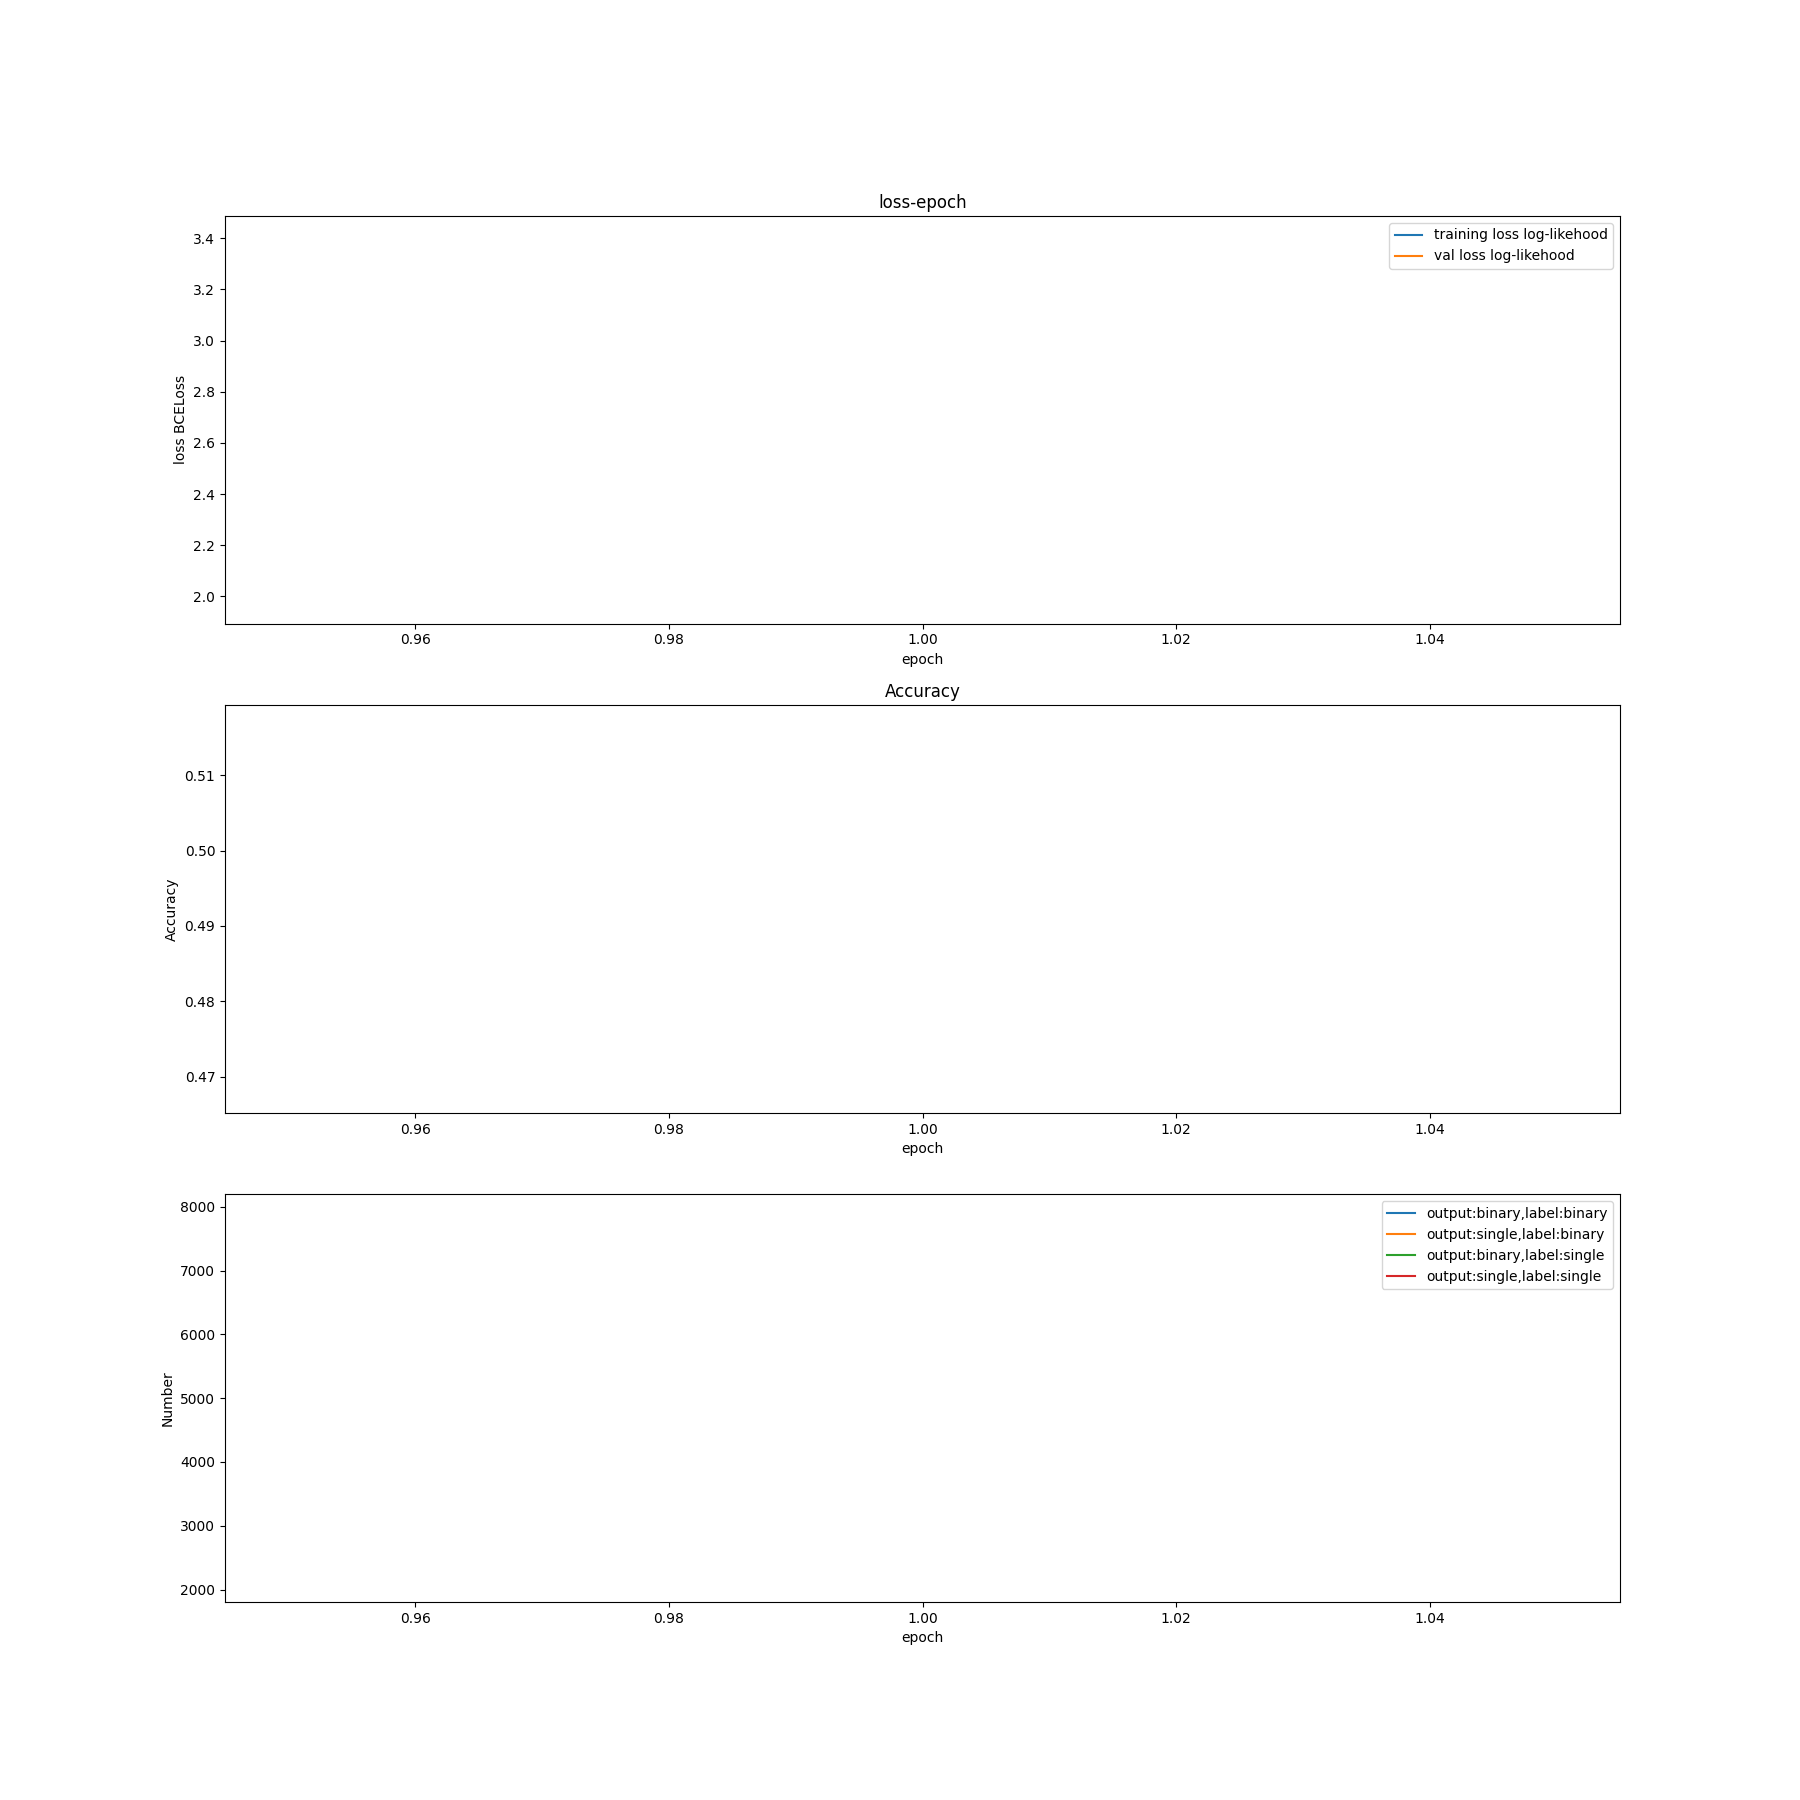 loss-epoch
training loss log-likehood
val loss log-likehood
3.4
3.2
3.0
2.8
2.6
2.4
2.2
2.0
loss BCELoss
0.96 0.98 1.00 1.02 1.04
epoch
Accuracy
0.51
0.50
0.49
0.48
0.47
Accuracy
0.96 0.98 1.00 1.02 1.04
epoch
output:binary,label:binary
output:single,label:binary
output:binary,label:single
output:single,label:single
8000
7000
6000
5000
4000
3000
2000
Number
0.96 0.98 1.00 1.02 1.04
epoch